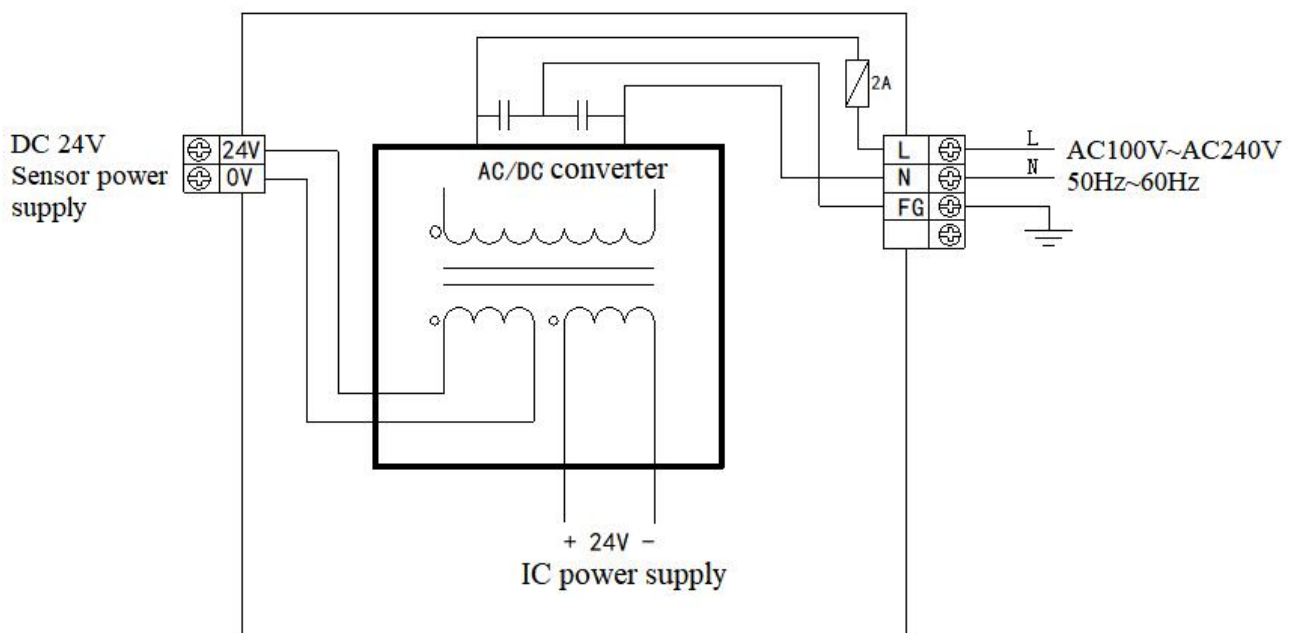 2A
DC 24V
Sensor power
supply
24V
0V
AC/DC converter
L
N
FG
L
N
AC100V~AC240V
50Hz~60Hz
+ 24V -
IC power supply